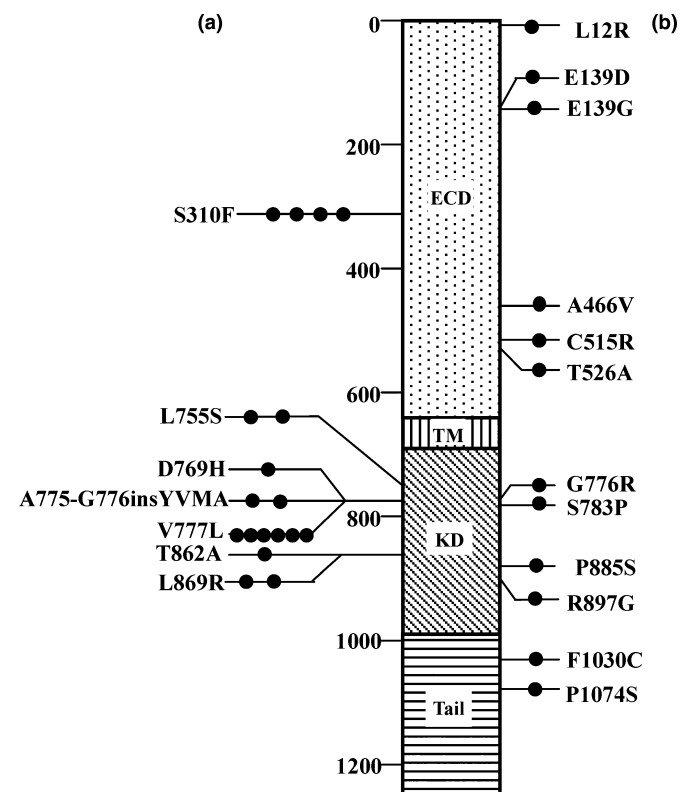 (a)
(b)
0
L12R
E139D
E139G
200
ECD
S310F
400
A466V
C515R
T526A
600
L755S
TM
D769H
G776R
A775-G776insYVMA
S783P
800
V777L
KD
T862A
P885S
L869R
R897G
1000
F1030C
P1074S
Tail
1200